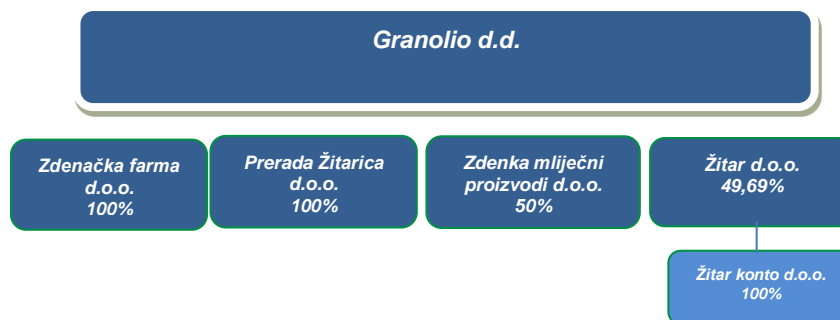 Granolio d.d.
Zdenačka farma
d.o.o.
100%
Prerada Žitarica
d.o.o.
100%
Zdenka mliječni
proizvodi d.o.o.
50%
Žitar d.o.o.
49,69%
Žitar konto d.o.o.
100%